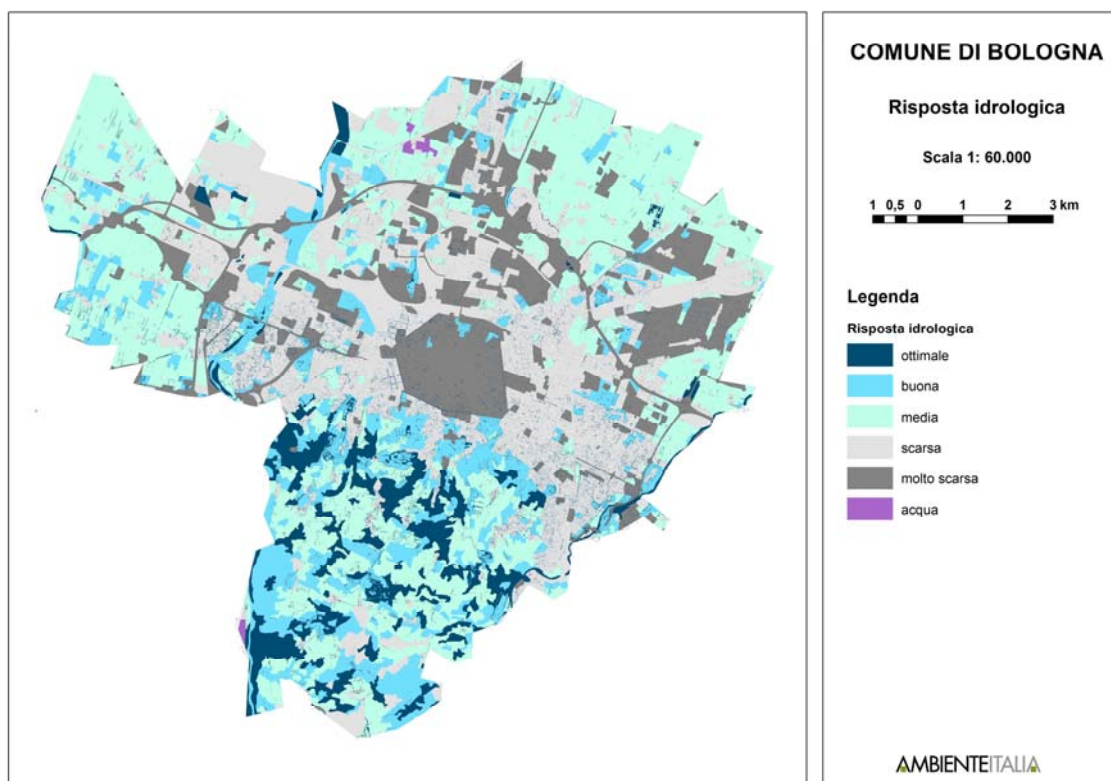 COMUNE DI BOLOGNA
Risposta idrologica
Scala 1: 60.000
1 0,5 0 1 2 3 km
Legenda
Risposta idrologica
ottimale
buona
media
scarsa
molto scarsa
acqua
AMBIENTEITALIA